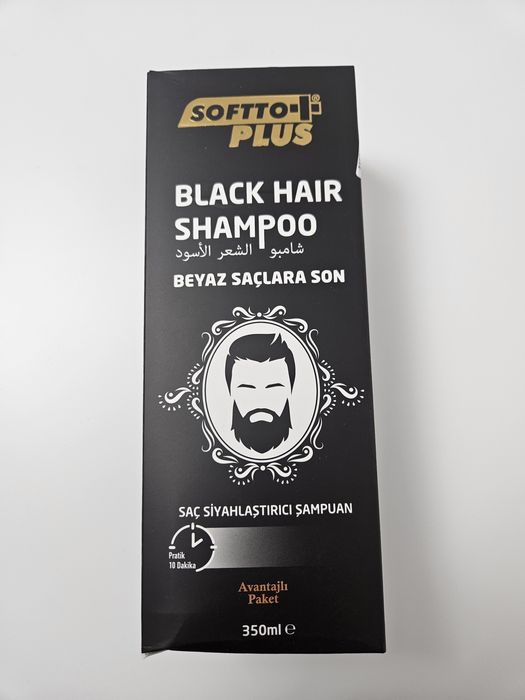 SOFTTO+®
PLUS
BLACK HAIR
SHAMPOO
شامبو الشعر الأسود
BEYAZ SAÇLARA SON
SAÇ SİYAHLAŞTIRICI ŞAMPUAN
Pratik
10 Dakika
Avantajlı
Paket
350ml ℮